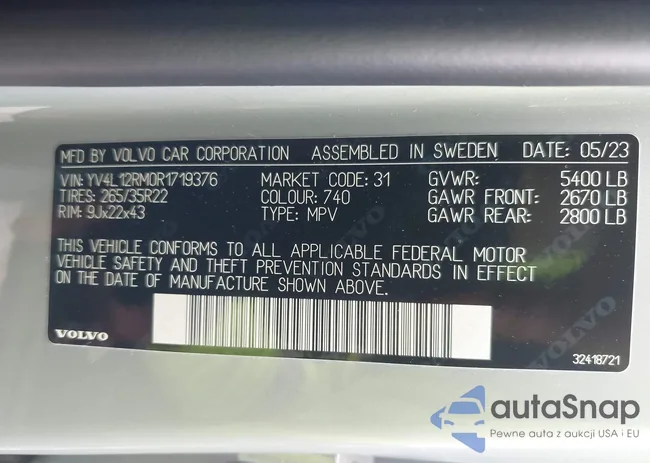 MFD BY VOLVO CAR CORPORATION ASSEMBLED IN SWEDEN DATE: 05/23
VIN: YV4L12RM0R1719376 MARKET CODE: 31 GVWR: 5400 LB
TIRES: 265/35R22 COLOUR: 740 GAWR FRONT: 2670 LB
RIM: 9Jx22x43 TYPE: MPV GAWR REAR: 2800 LB
THIS VEHICLE CONFORMS TO ALL APPLICABLE FEDERAL MOTOR
VEHICLE SAFETY AND THEFT PREVENTION STANDARDS IN EFFECT
ON THE DATE OF MANUFACTURE SHOWN ABOVE.
VOLVO
32418721
autoSnap
Pewne auta z aukcji USA i EU